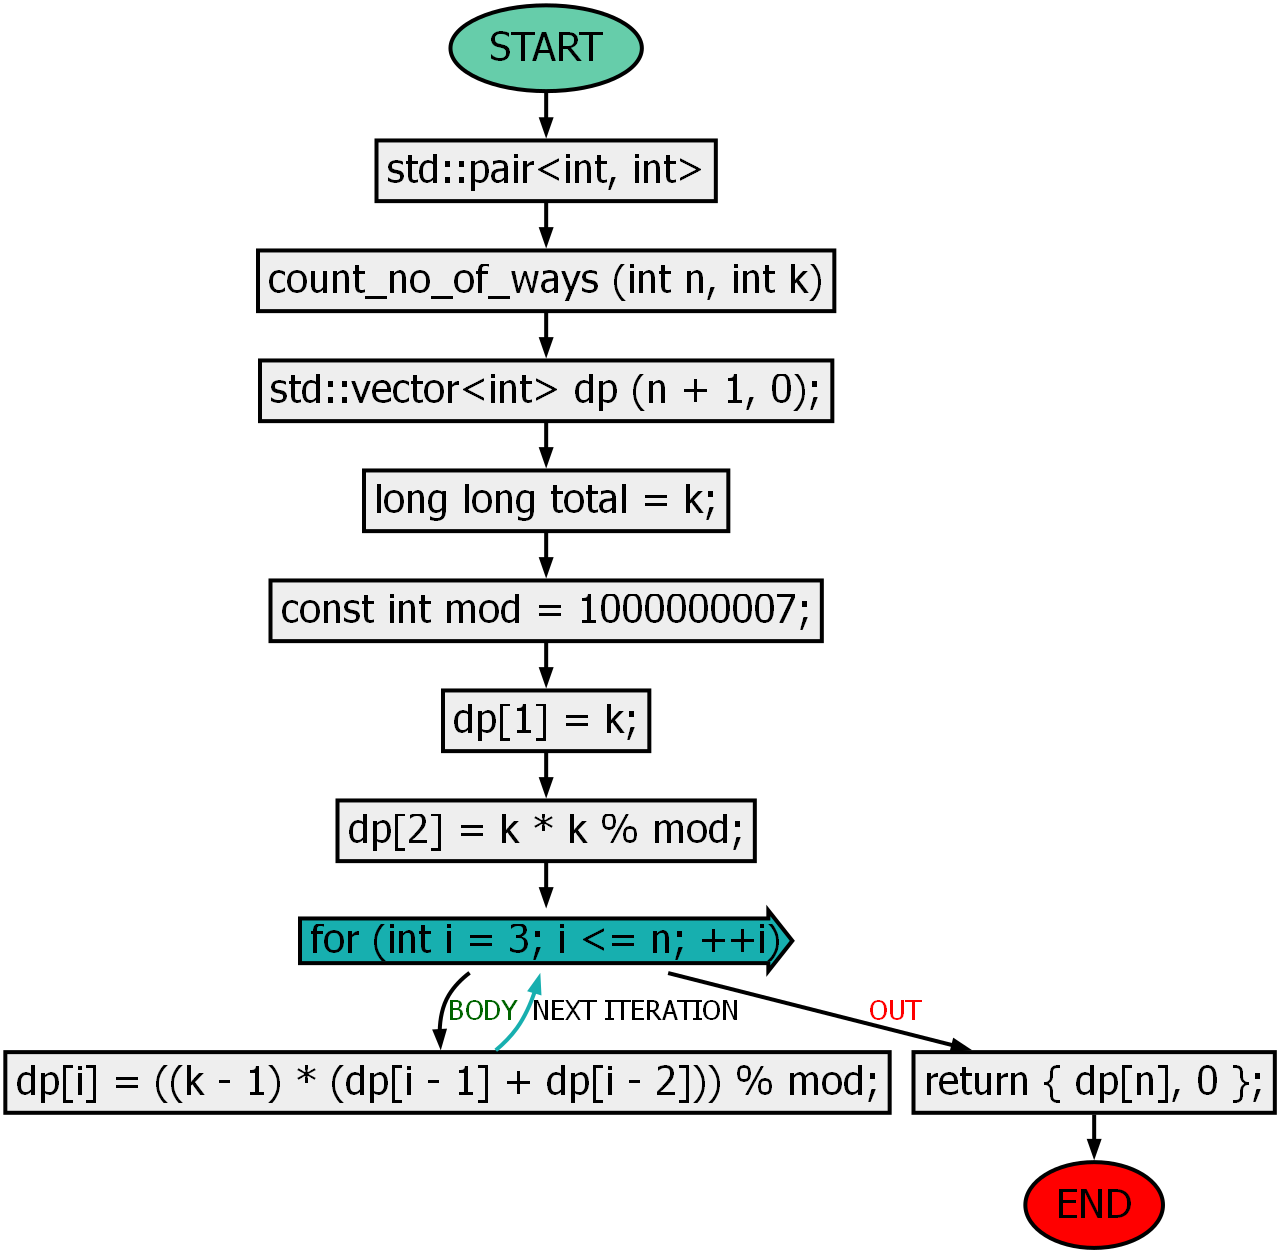 START
std::pair<int, int>
count_no_of_ways (int n, int k)
std::vector<int> dp (n + 1, 0);
long long total = k;
const int mod = 1000000007;
dp[1] = k;
dp[2] = k * k % mod;
for (int i = 3; i <= n; ++i)
BODY
NEXT ITERATION
OUT
dp[i] = ((k - 1) * (dp[i - 1] + dp[i - 2])) % mod;
return { dp[n], 0 };
END